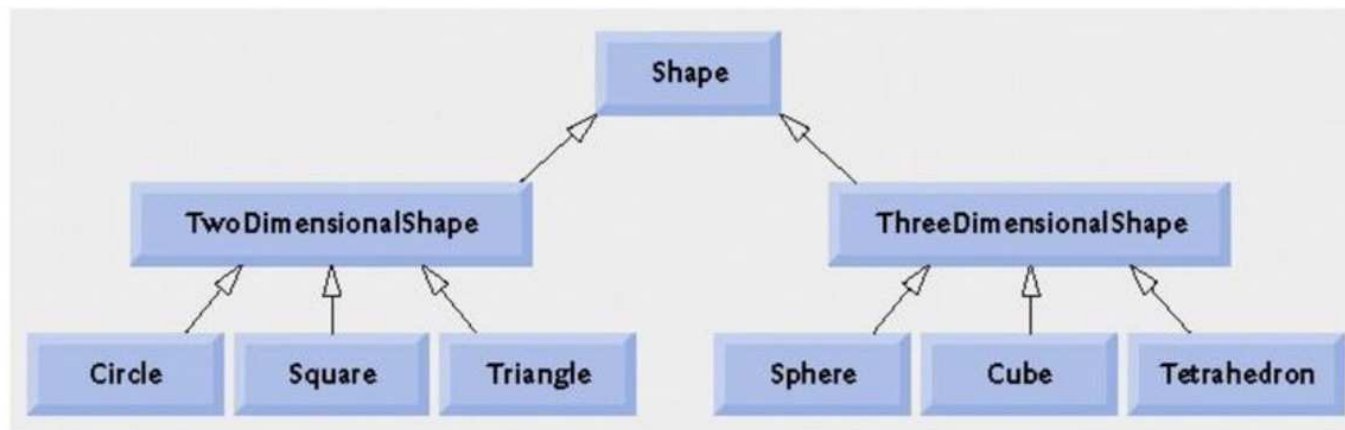 Shape
TwoDimensionalShape
ThreeDimensionalShape
Circle
Square
Triangle
Sphere
Cube
Tetrahedron